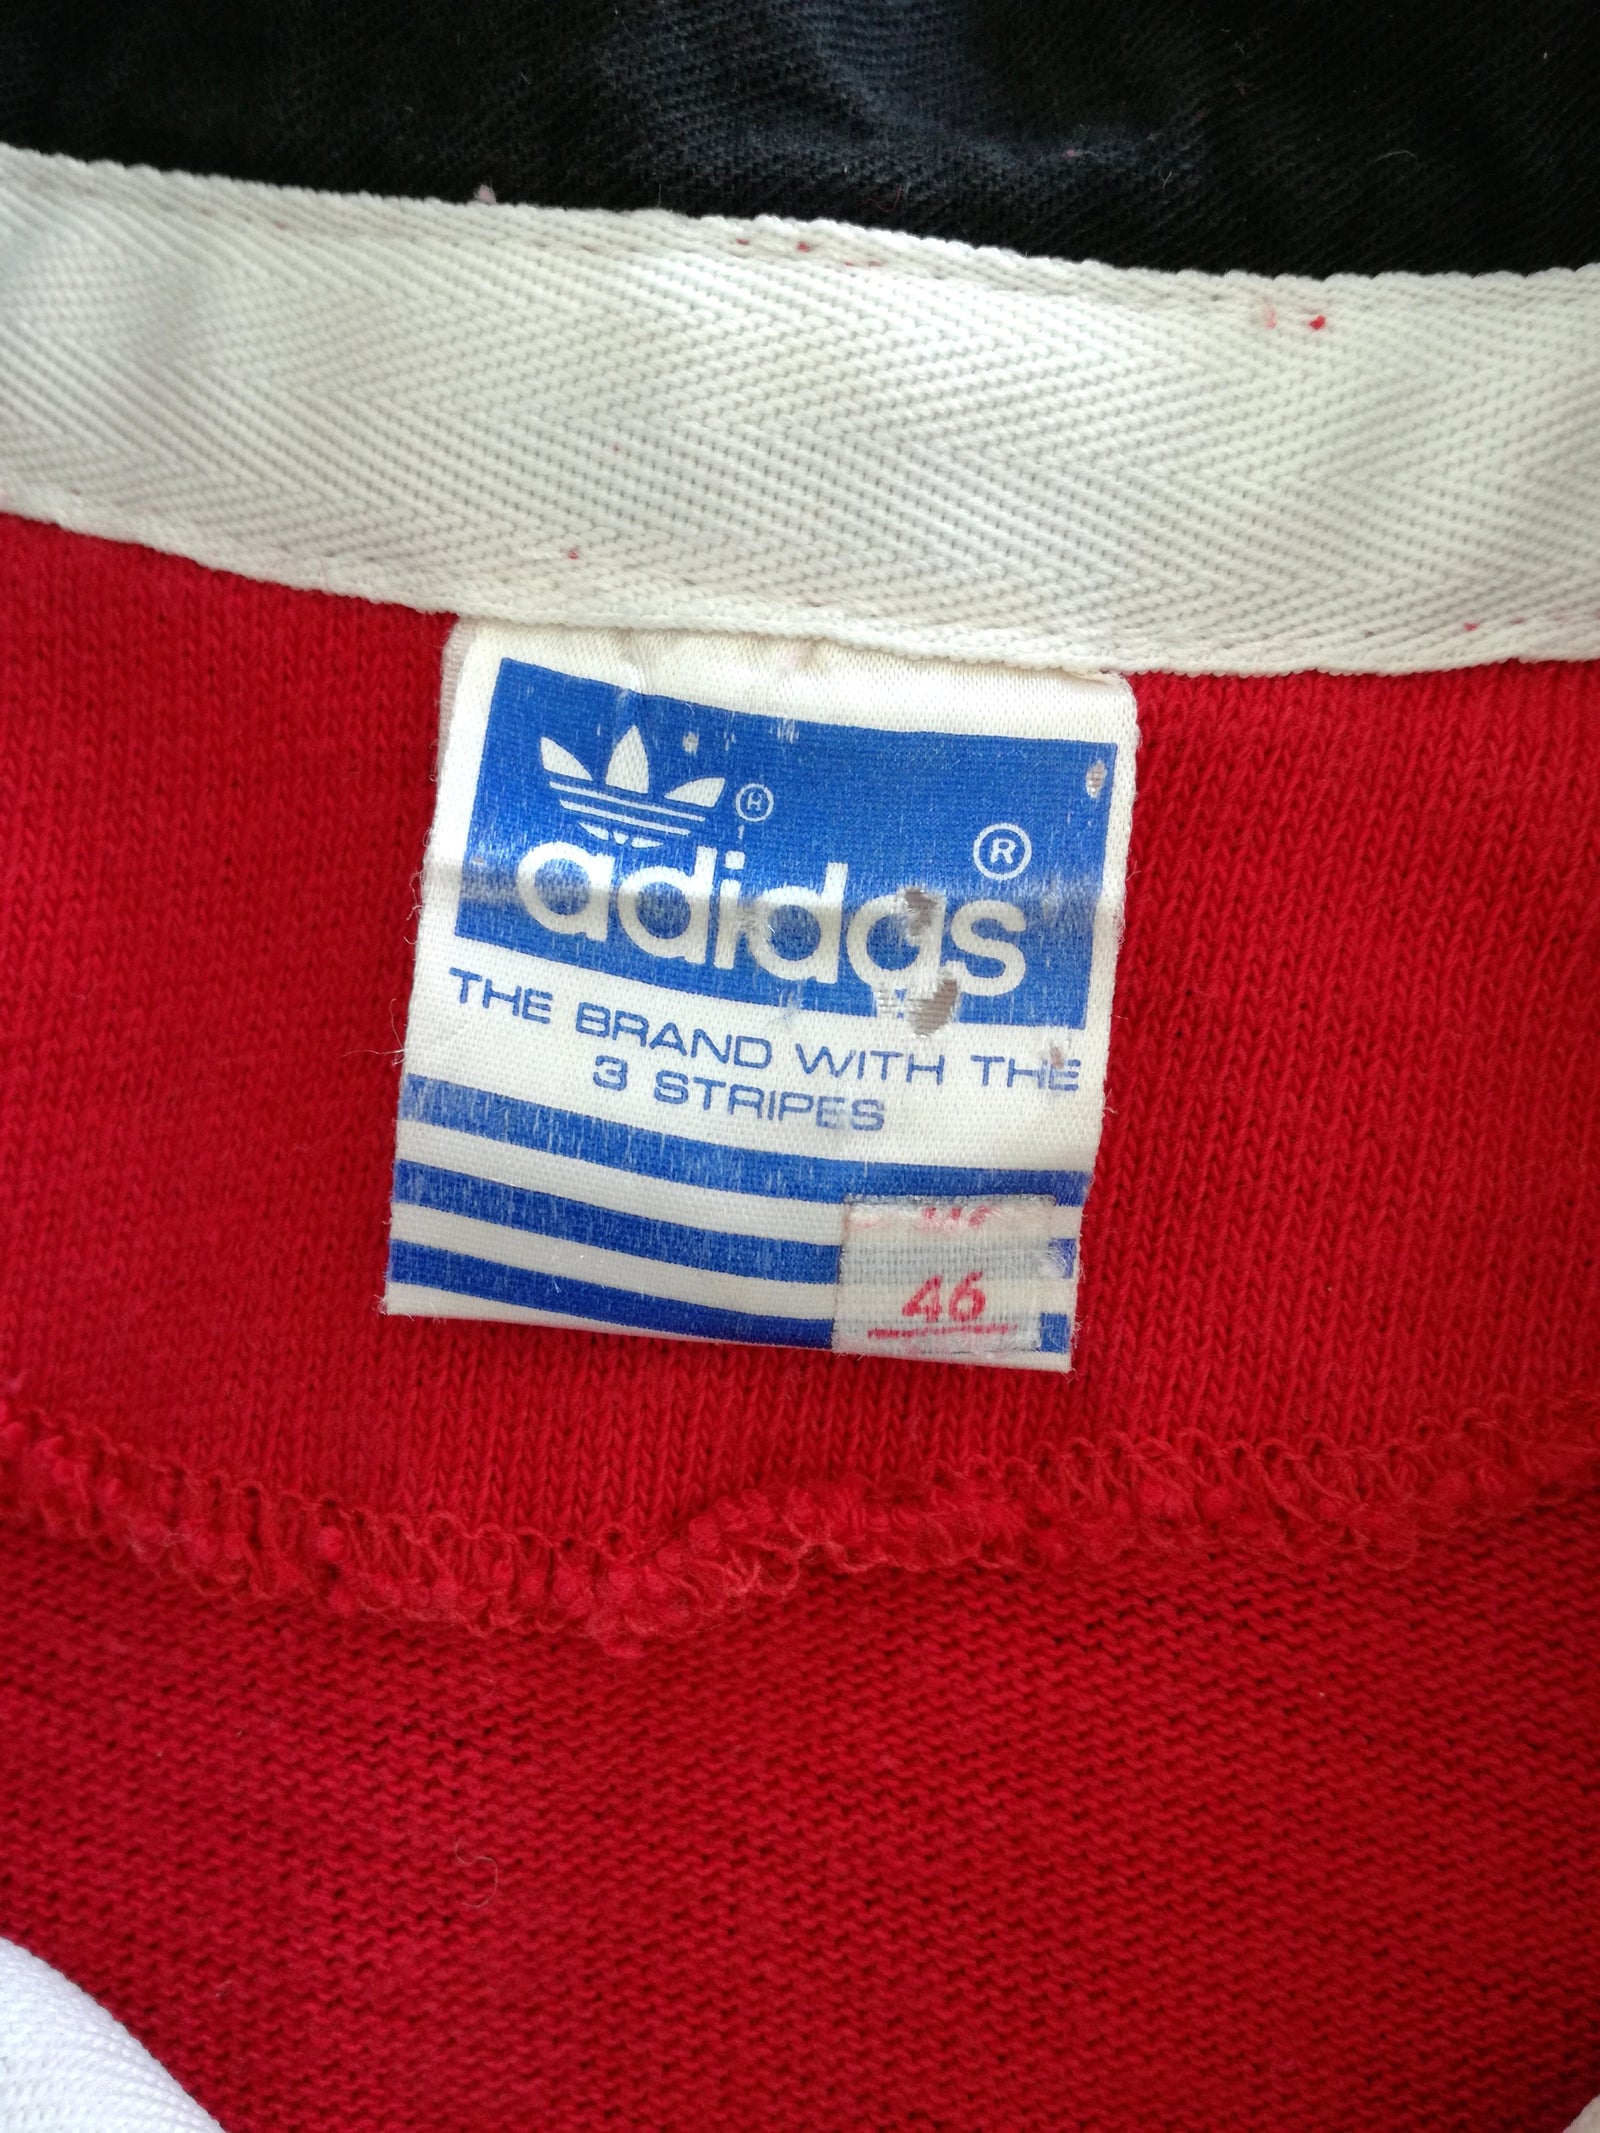 ®
®
adidas
THE BRAND WITH THE
3 STRIPES
46